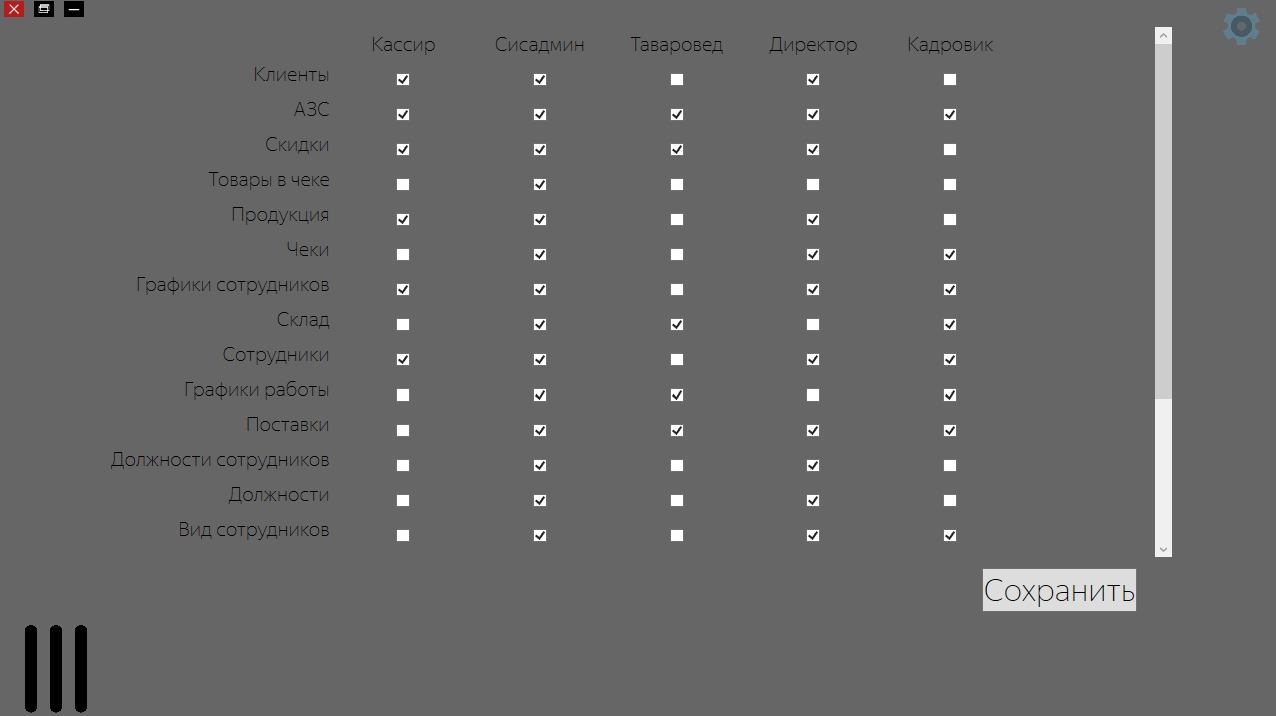 Кассир Сисадмин Тавaровед Директор Кадровик
Клиенты
АЗС
Скидки
Товары в чеке
Продукция
Чеки
Графики сотрудников
Склад
Сотрудники
Графики работы
Поставки
Должности сотрудников
Должности
Вид сотрудников
Сохранить